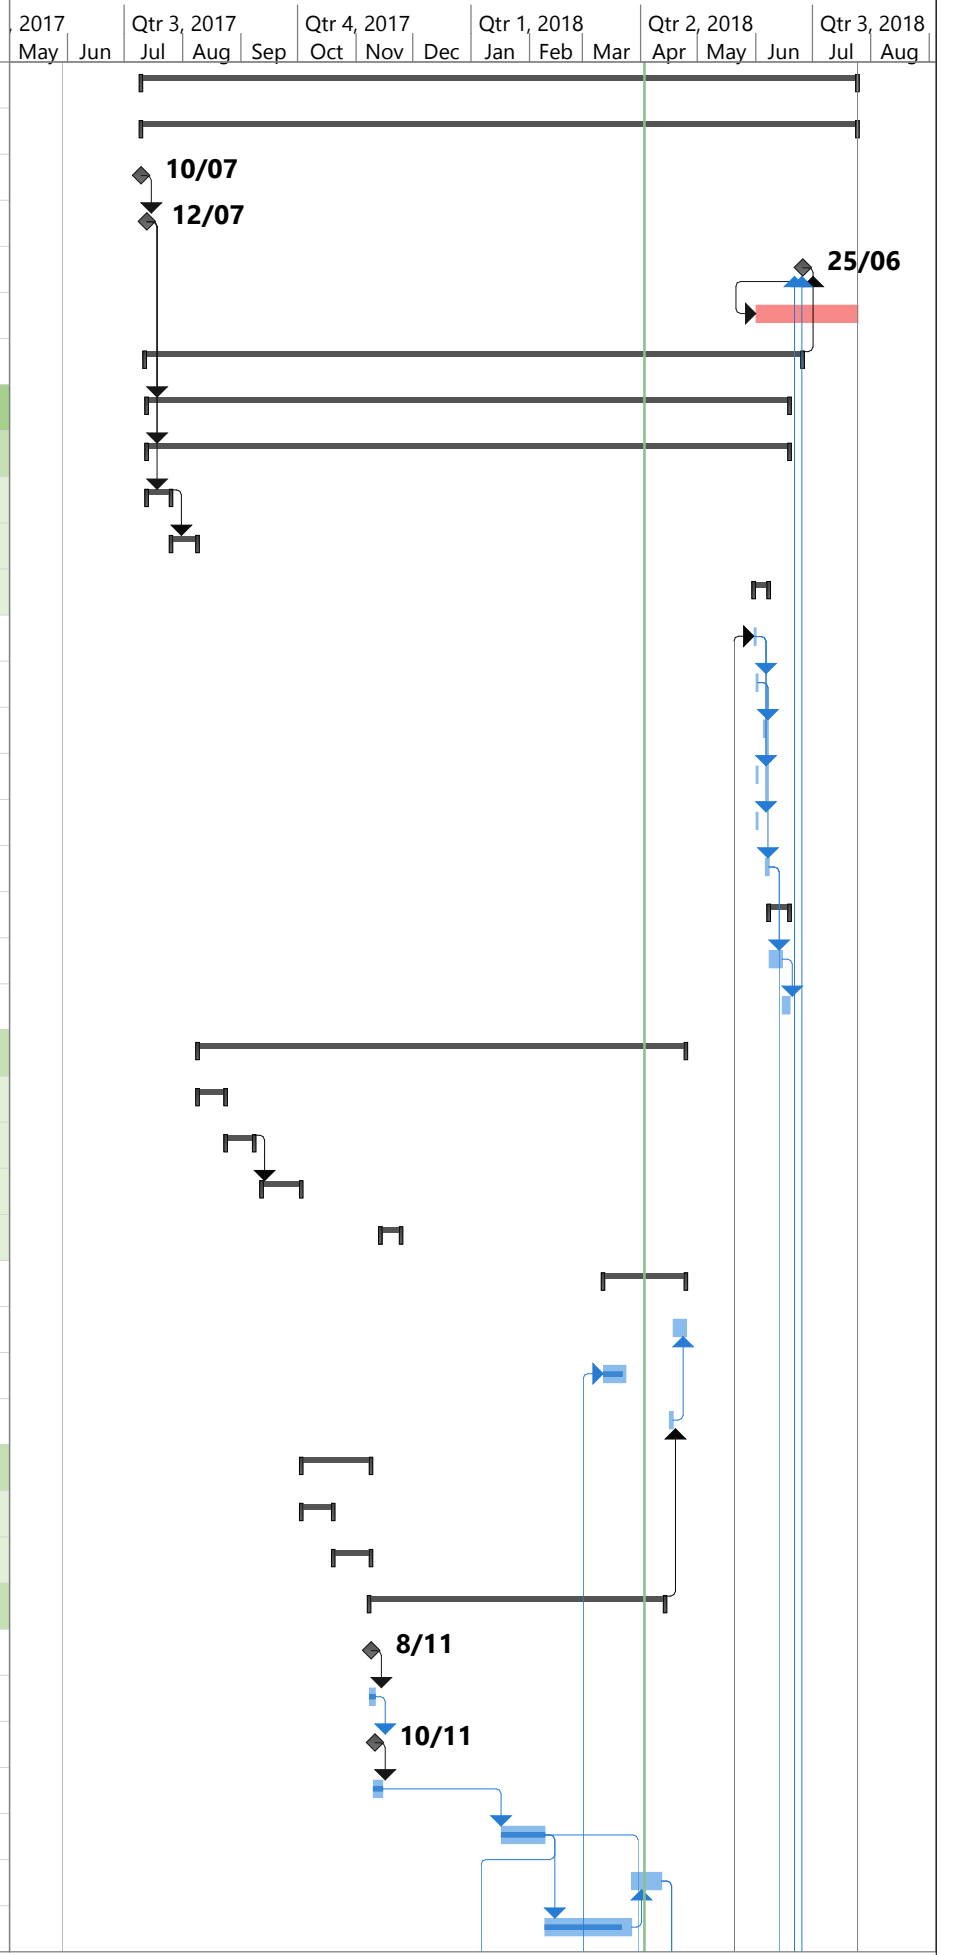 , 2017 Qtr 3, 2017 Qtr 4, 2017 Qtr 1, 2018 Qtr 2, 2018 Qtr 3, 2018
May Jun Jul Aug Sep Oct Nov Dec Jan Feb Mar Apr May Jun Jul Aug
10/07
12/07
25/06
8/11
10/11